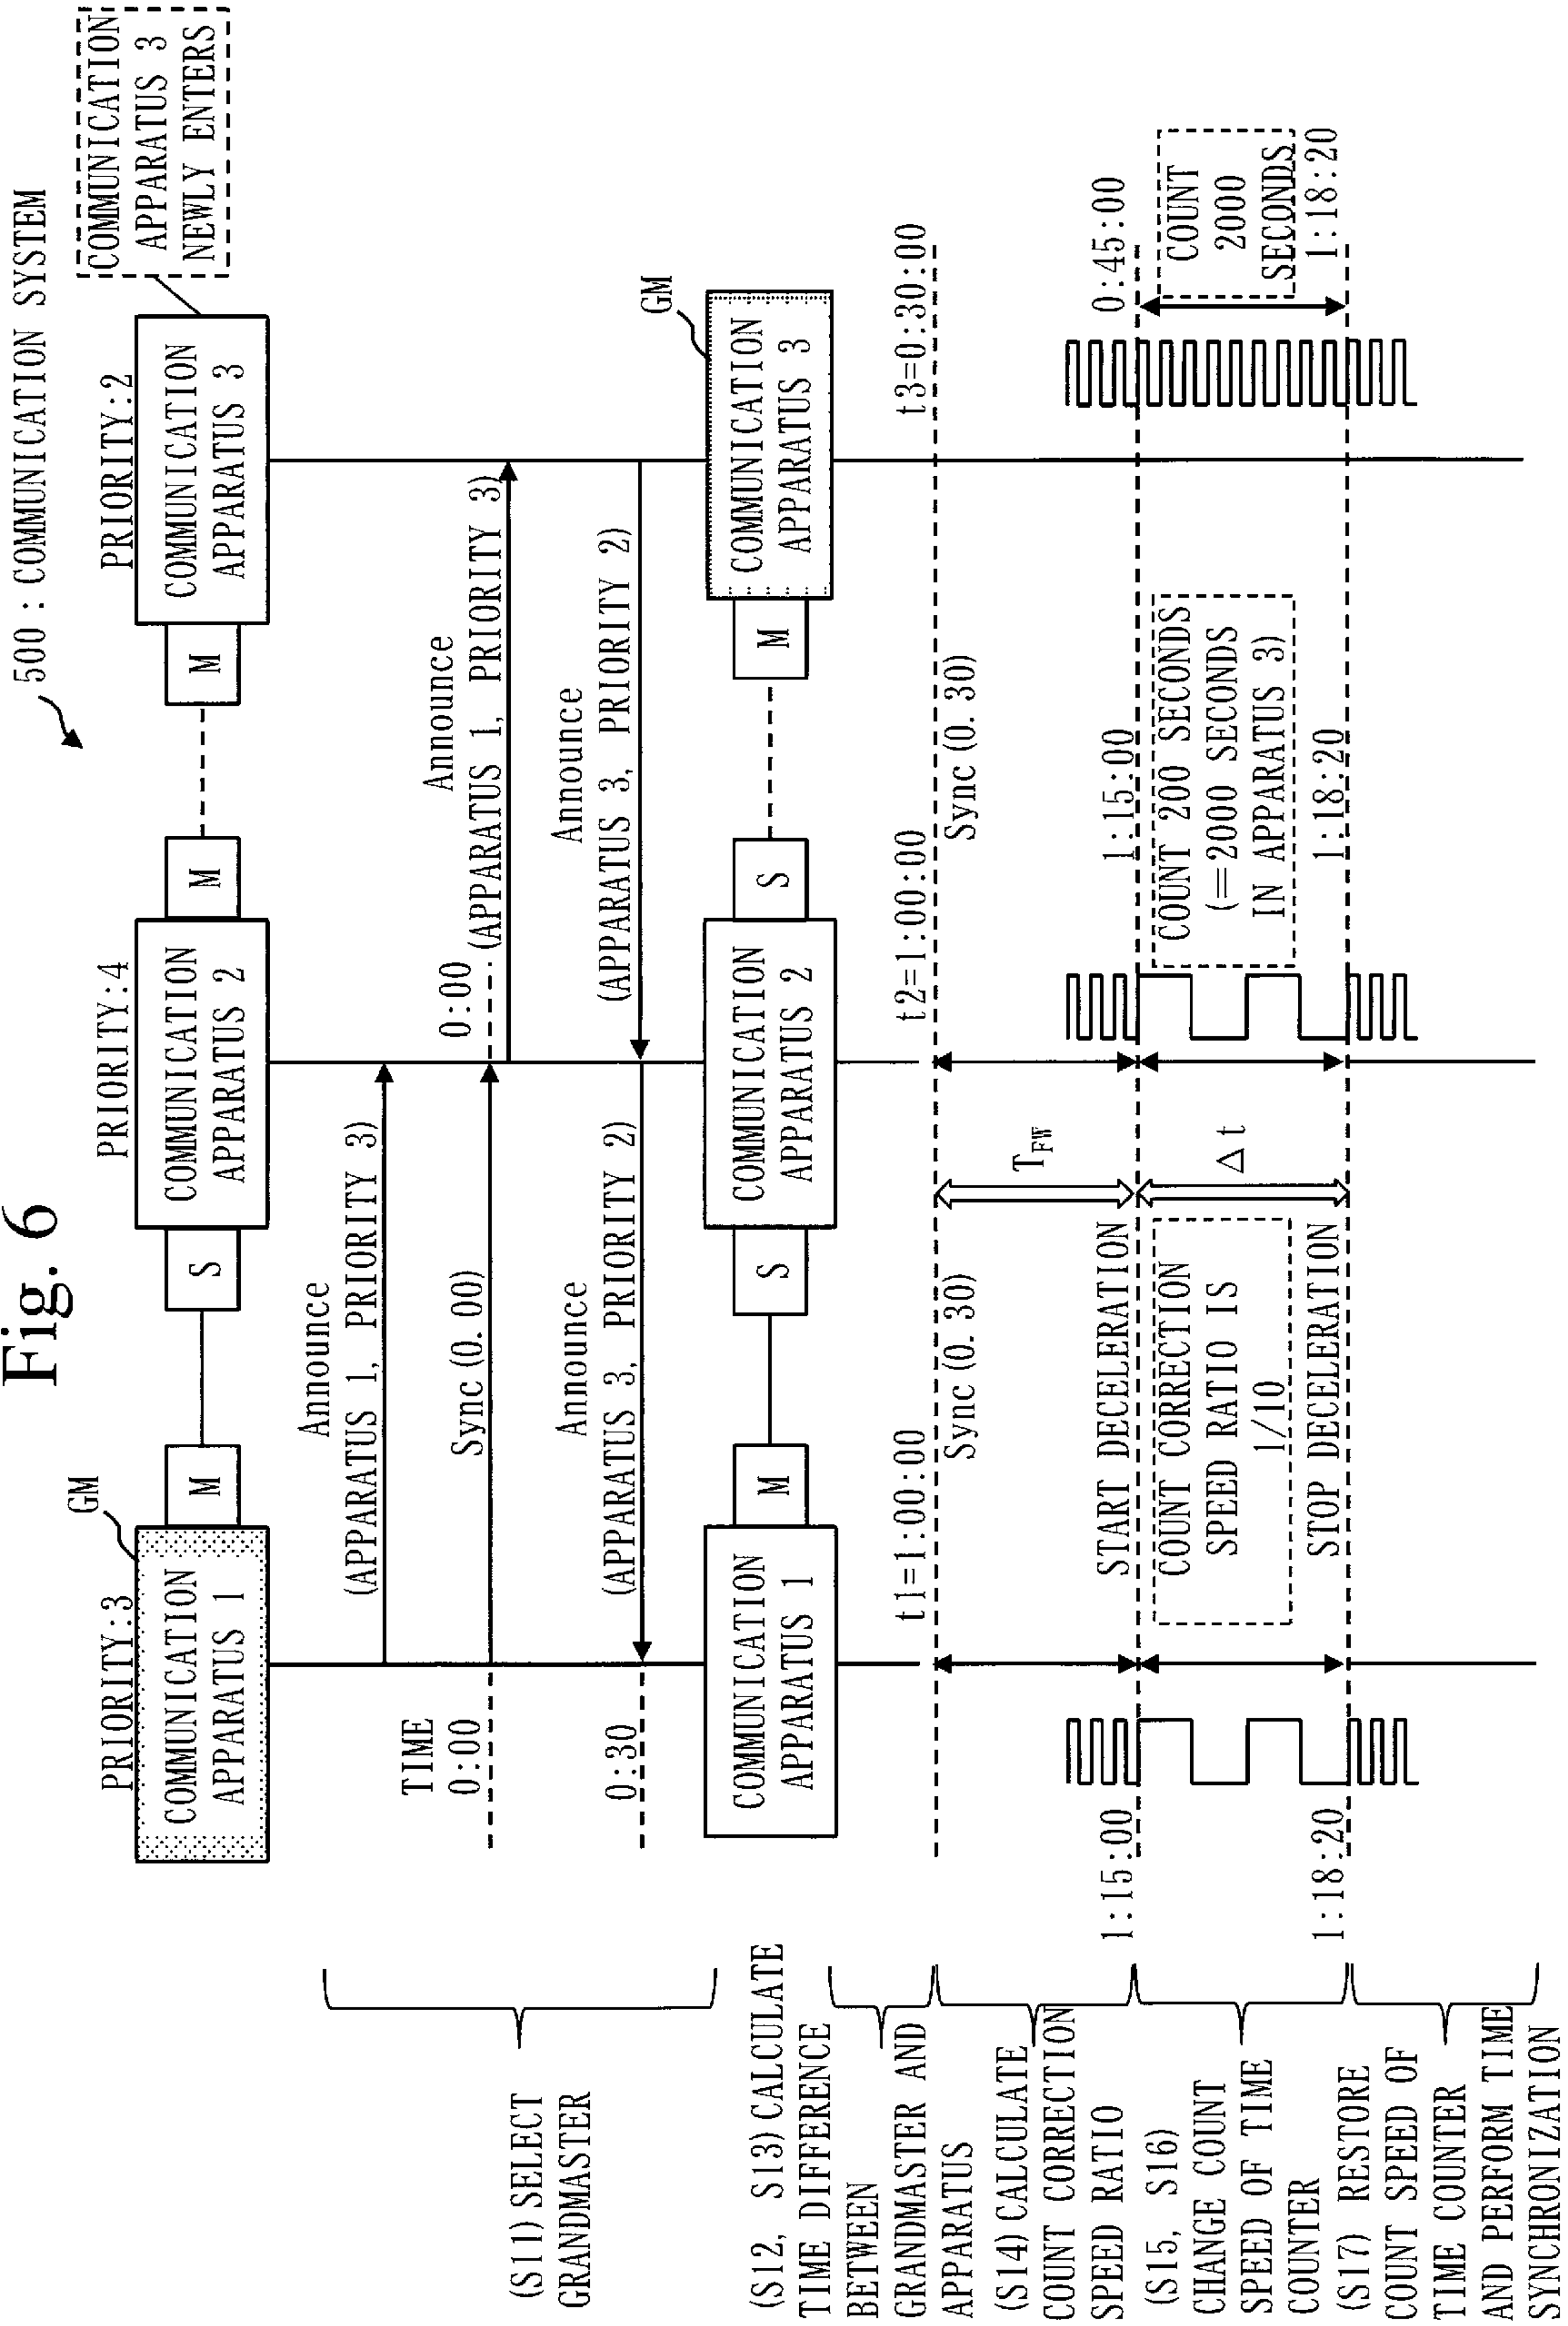 Fig. 6
500 : COMMUNICATION SYSTEM
COMMUNICATION
APPARATUS 3
NEWLY ENTERS
PRIORITY:3
PRIORITY:4
PRIORITY:2
GM
COMMUNICATION
APPARATUS 1
M
S
COMMUNICATION
APPARATUS 2
M
M
COMMUNICATION
APPARATUS 3
Announce
(APPARATUS 1, PRIORITY 3)
TIME
0:00
Sync (0. 00)
0:00
Announce
(APPARATUS 1, PRIORITY 3)
Announce
(APPARATUS 3, PRIORITY 2)
0:30
Announce
(APPARATUS 3, PRIORITY 2)
GM
COMMUNICATION
APPARATUS 1
M
S
COMMUNICATION
APPARATUS 2
S
M
COMMUNICATION
APPARATUS 3
t1=1:00:00
t2=1:00:00
t3=0:30:00
Sync (0. 30)
Sync (0. 30)
TFW
1:15:00
START DECELERATION
1:15:00
0:45:00
COUNT CORRECTION
SPEED RATIO IS
1/10
Δt
COUNT 200 SECONDS
(=2000 SECONDS
IN APPARATUS 3)
COUNT
2000
SECONDS
1:18:20
STOP DECELERATION
1:18:20
1:18:20
(S11) SELECT
GRANDMASTER
(S12, S13) CALCULATE
TIME DIFFERENCE
BETWEEN
GRANDMASTER AND
APPARATUS
(S14) CALCULATE
COUNT CORRECTION
SPEED RATIO
(S15, S16)
CHANGE COUNT
SPEED OF TIME
COUNTER
(S17) RESTORE
COUNT SPEED OF
TIME COUNTER
AND PERFORM TIME
SYNCHRONIZATION